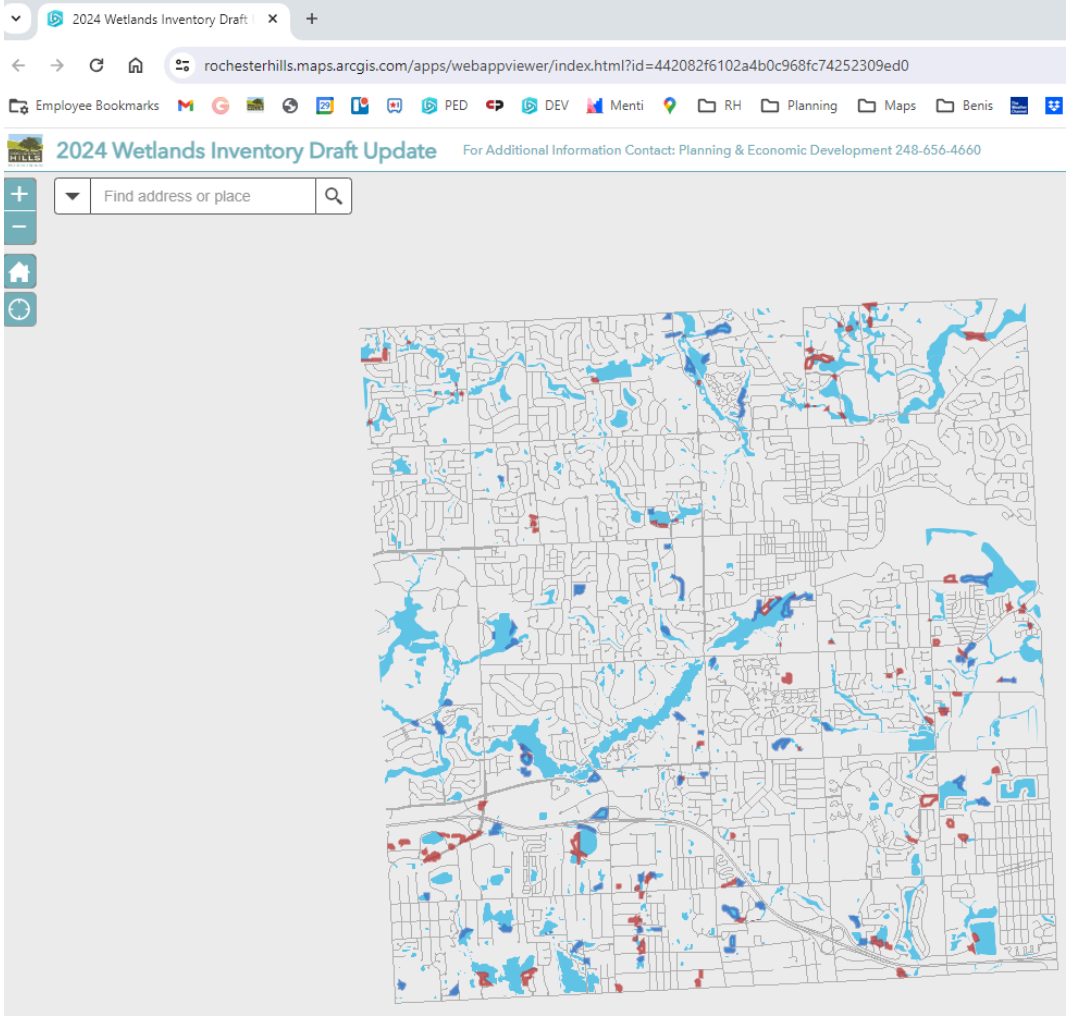 2024 Wetlands Inventory Draft
rochesterhills.maps.arcgis.com/apps/webappviewer/index.html?id=442082f6102a4b0c968fc74252309ed0
Employee Bookmarks PED DEV Menti RH Planning Maps Benis
HILLS
2024 Wetlands Inventory Draft Update For Additional Information Contact: Planning & Economic Development 248-656-4660
Find address or place